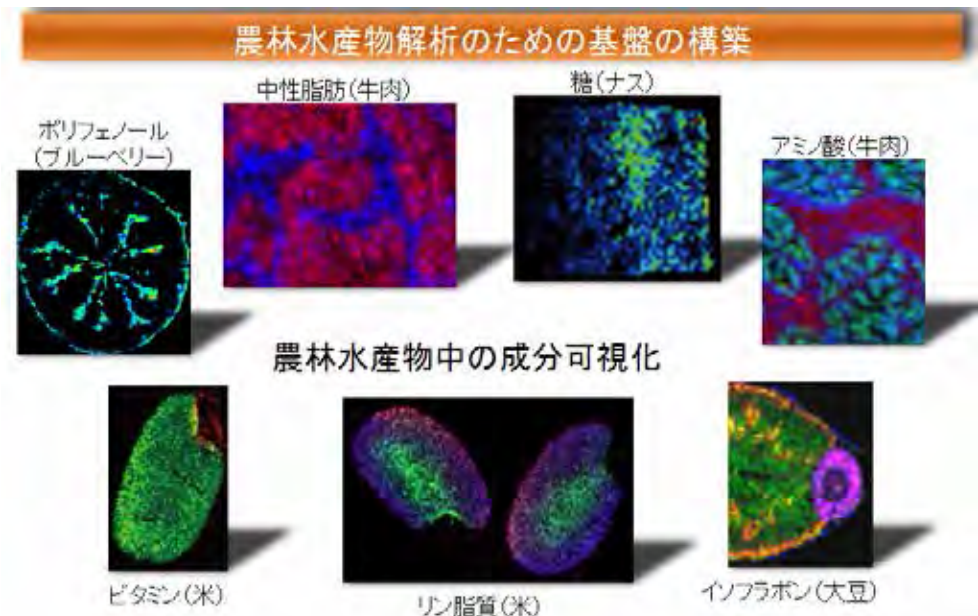 農林水産物解析のための基盤の構築
中性脂肪(牛肉)
糖(ナス)
ポリフェノール
(ブルーベリー)
アミノ酸(牛肉)
農林水産物中の成分可視化
ビタミン(米)
リン脂質(米)
イソフラボン(大豆)